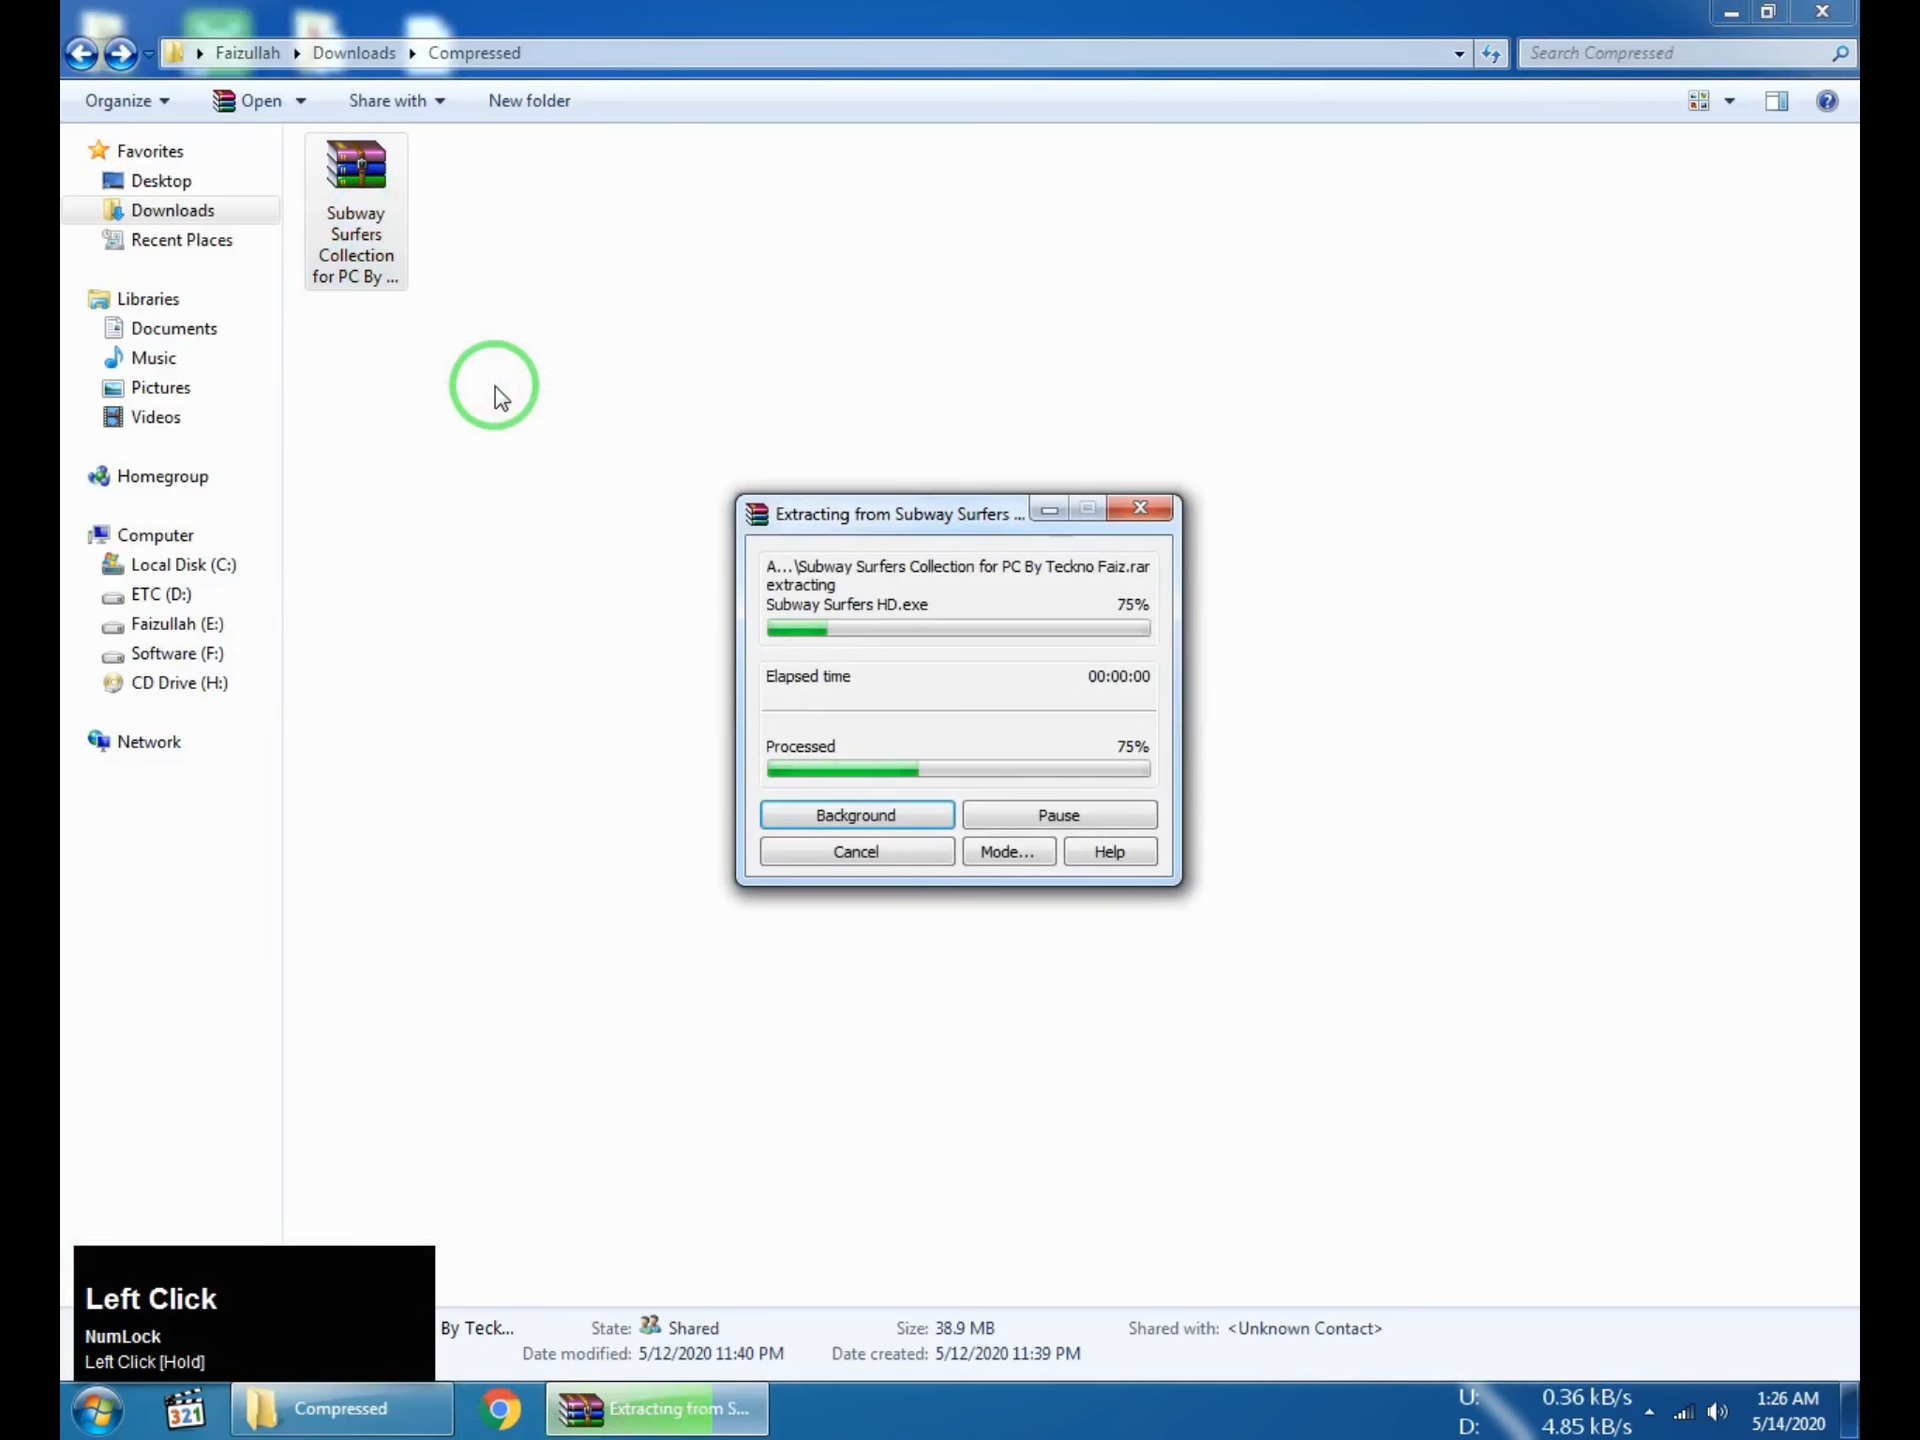 Faizullah Downloads Compressed
Search Compressed
Organize Open Share with New folder
Favorites
Desktop
Downloads
Recent Places
Libraries
Documents
Music
Pictures
Videos
Homegroup
Computer
Local Disk (C:)
ETC (D:)
Faizullah (E:)
Software (F:)
CD Drive (H:)
Network
Subway
Surfers
Collection
for PC By ...
Extracting from Subway Surfers ...
A...\Subway Surfers Collection for PC By Teckno Faiz.rar
extracting
Subway Surfers HD.exe 75%
Elapsed time 00:00:00
Processed 75%
Background Pause
Cancel Mode... Help
Left Click
NumLock
Left Click [Hold]
By Teck... State: Shared Size: 38.9 MB Shared with: <Unknown Contact>
Date modified: 5/12/2020 11:40 PM Date created: 5/12/2020 11:39 PM
321 Compressed Extracting from S...
U: 0.36 kB/s
D: 4.85 kB/s
1:26 AM
5/14/2020